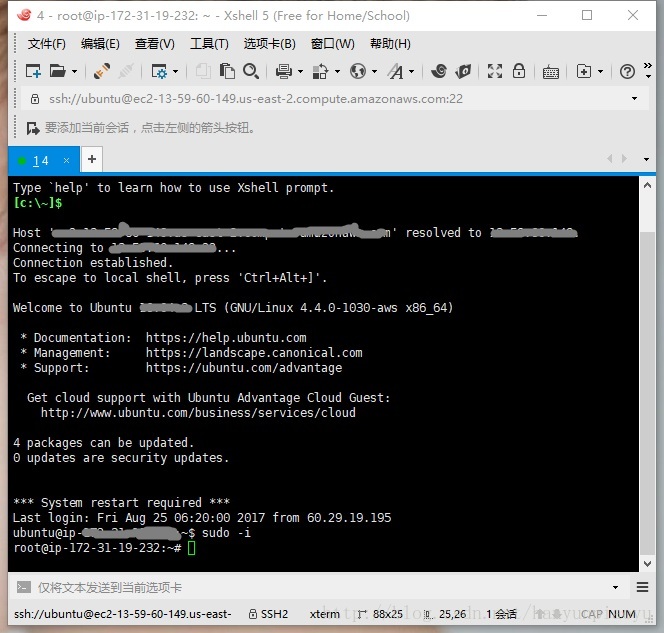 4 - root@ip-172-31-19-232: ~ - Xshell 5 (Free for Home/School)
文件(F) 编辑(E) 查看(V) 工具(T) 选项卡(B) 窗口(W) 帮助(H)
ssh://ubuntu@ec2-13-59-60-149.us-east-2.compute.amazonaws.com:22
要添加当前会话，点击左侧的箭头按钮。
1 4 × +
Type `help' to learn how to use Xshell prompt.
[c:\~]$
Host ' ' resolved to
Connecting to ...
Connection established.
To escape to local shell, press 'Ctrl+Alt+]'.
Welcome to Ubuntu LTS (GNU/Linux 4.4.0-1030-aws x86_64)
* Documentation: https://help.ubuntu.com
* Management: https://landscape.canonical.com
* Support: https://ubuntu.com/advantage
Get cloud support with Ubuntu Advantage Cloud Guest:
http://www.ubuntu.com/business/services/cloud
4 packages can be updated.
0 updates are security updates.
*** System restart required ***
Last login: Fri Aug 25 06:20:00 2017 from 60.29.19.195
ubuntu@ip- :~$ sudo -i
root@ip-172-31-19-232:~#
仅将文本发送到当前选项卡
ssh://ubuntu@ec2-13-59-60-149.us-east- SSH2 xterm 88x25 25,26 1 会话 CAP NUM